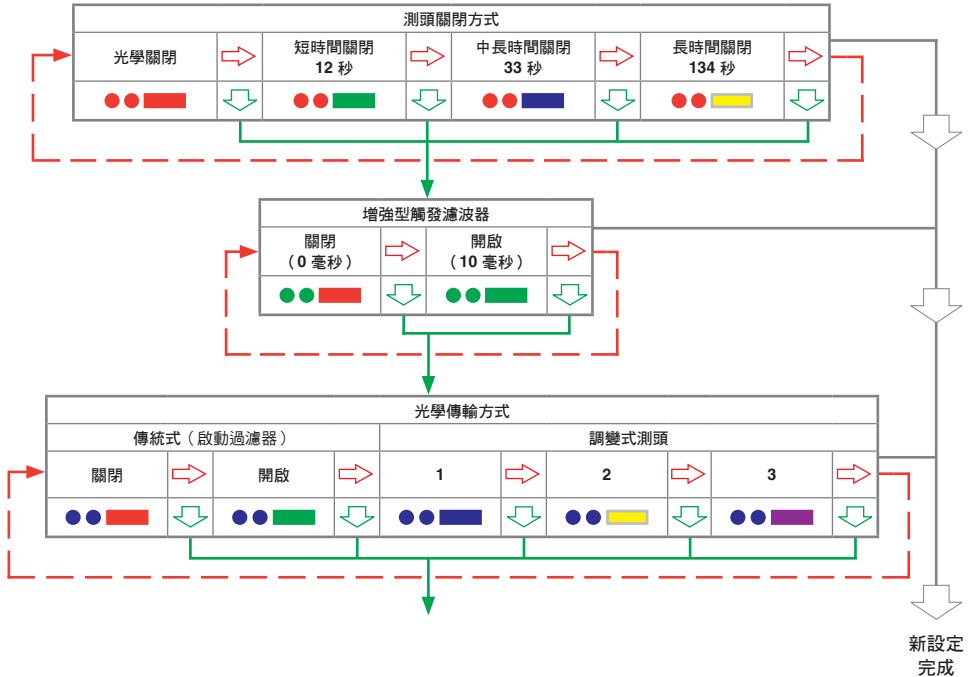 測頭關閉方式
光學關閉
短時間關閉
12 秒
中長時間關閉
33 秒
長時間關閉
134 秒
增強型觸發濾波器
關閉
（0 毫秒）
開啟
（10 毫秒）
光學傳輸方式
傳統式（啟動過濾器）
調變式測頭
關閉
開啟
1
2
3
新設定
完成